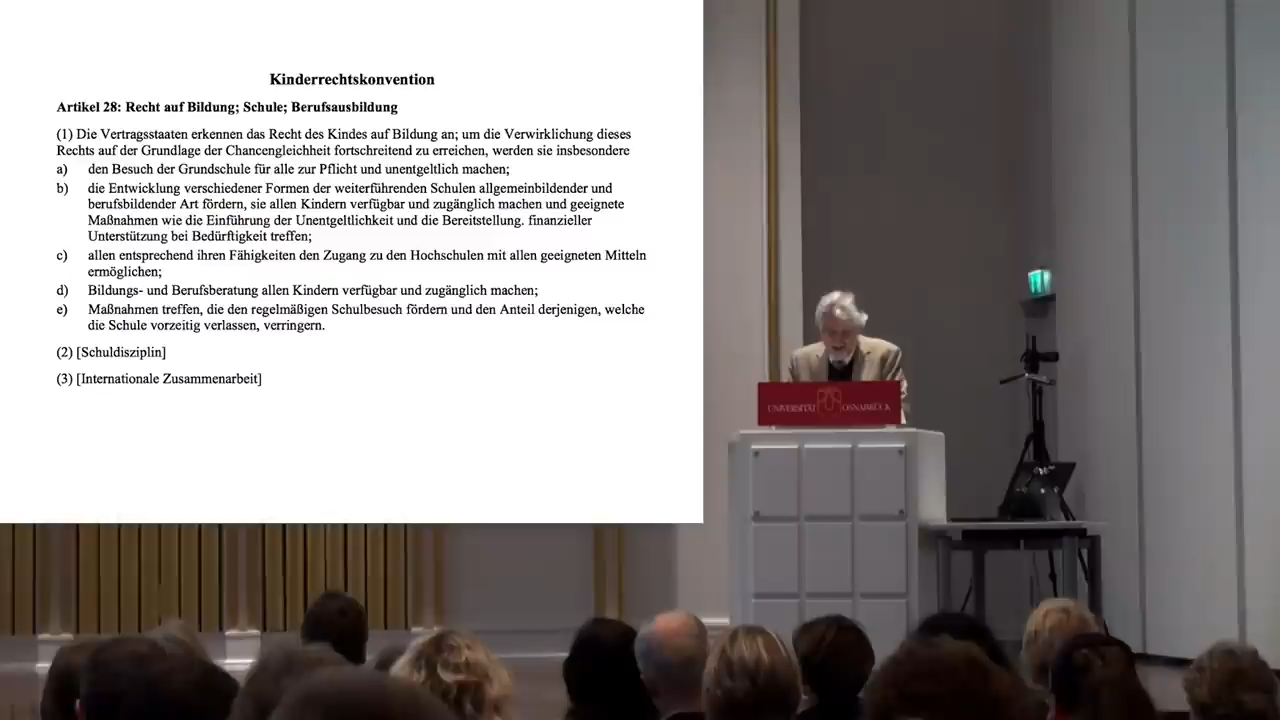 Kinderrechtskonvention
Artikel 28: Recht auf Bildung; Schule; Berufsausbildung
(1) Die Vertragsstaaten erkennen das Recht des Kindes auf Bildung an; um die Verwirklichung dieses
Rechts auf der Grundlage der Chancengleichheit fortschreitend zu erreichen, werden sie insbesondere
a) den Besuch der Grundschule für alle zur Pflicht und unentgeltlich machen;
b) die Entwicklung verschiedener Formen der weiterführenden Schulen allgemeinbildender und
berufsbildender Art fördern, sie allen Kindern verfügbar und zugänglich machen und geeignete
Maßnahmen wie die Einführung der Unentgeltlichkeit und die Bereitstellung. finanzieller
Unterstützung bei Bedürftigkeit treffen;
c) allen entsprechend ihren Fähigkeiten den Zugang zu den Hochschulen mit allen geeigneten Mitteln
ermöglichen;
d) Bildungs- und Berufsberatung allen Kindern verfügbar und zugänglich machen;
e) Maßnahmen treffen, die den regelmäßigen Schulbesuch fördern und den Anteil derjenigen, welche
die Schule vorzeitig verlassen, verringern.
(2) [Schuldisziplin]
(3) [Internationale Zusammenarbeit]
UNIVERSITÄT OSNABRÜCK